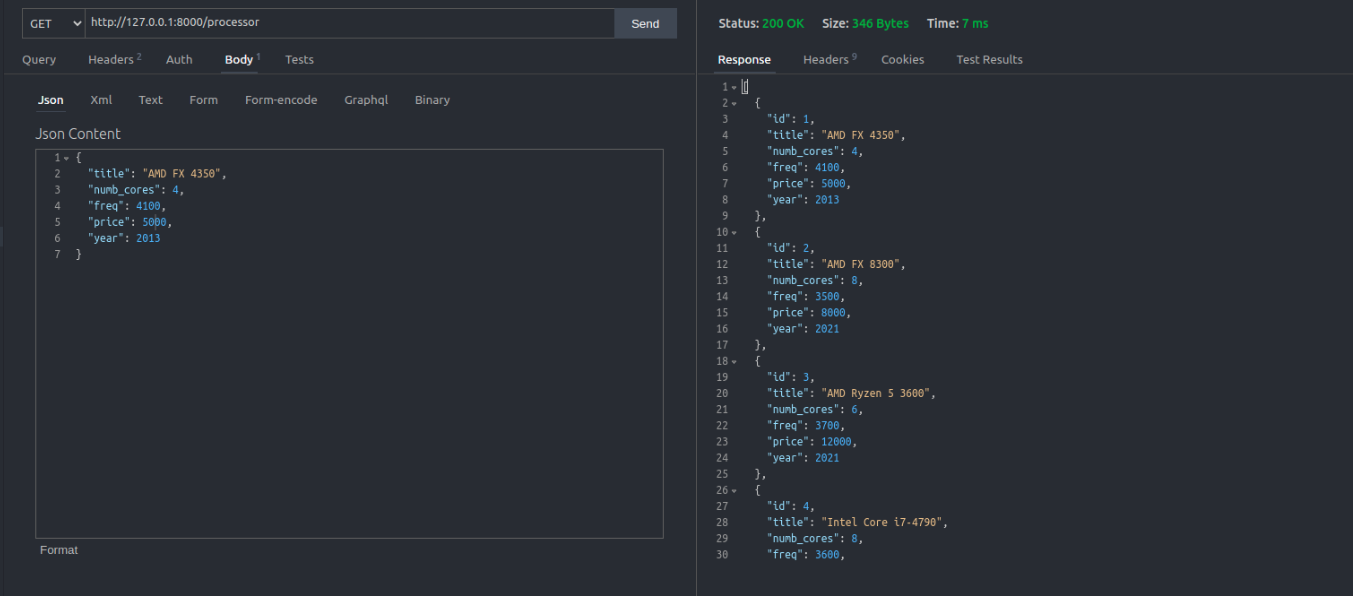 GET http://127.0.0.1:8000/processor Send
Query Headers 2 Auth Body 1 Tests
Json Xml Text Form Form-encode Graphql Binary
Json Content
1 {
2 "title": "AMD FX 4350",
3 "numb_cores": 4,
4 "freq": 4100,
5 "price": 5000,
6 "year": 2013
7 }
Format
Status: 200 OK Size: 346 Bytes Time: 7 ms
Response Headers 9 Cookies Test Results
1 [
2 {
3 "id": 1,
4 "title": "AMD FX 4350",
5 "numb_cores": 4,
6 "freq": 4100,
7 "price": 5000,
8 "year": 2013
9 },
10 {
11 "id": 2,
12 "title": "AMD FX 8300",
13 "numb_cores": 8,
14 "freq": 3500,
15 "price": 8000,
16 "year": 2021
17 },
18 {
19 "id": 3,
20 "title": "AMD Ryzen 5 3600",
21 "numb_cores": 6,
22 "freq": 3700,
23 "price": 12000,
24 "year": 2021
25 },
26 {
27 "id": 4,
28 "title": "Intel Core i7-4790",
29 "numb_cores": 8,
30 "freq": 3600,